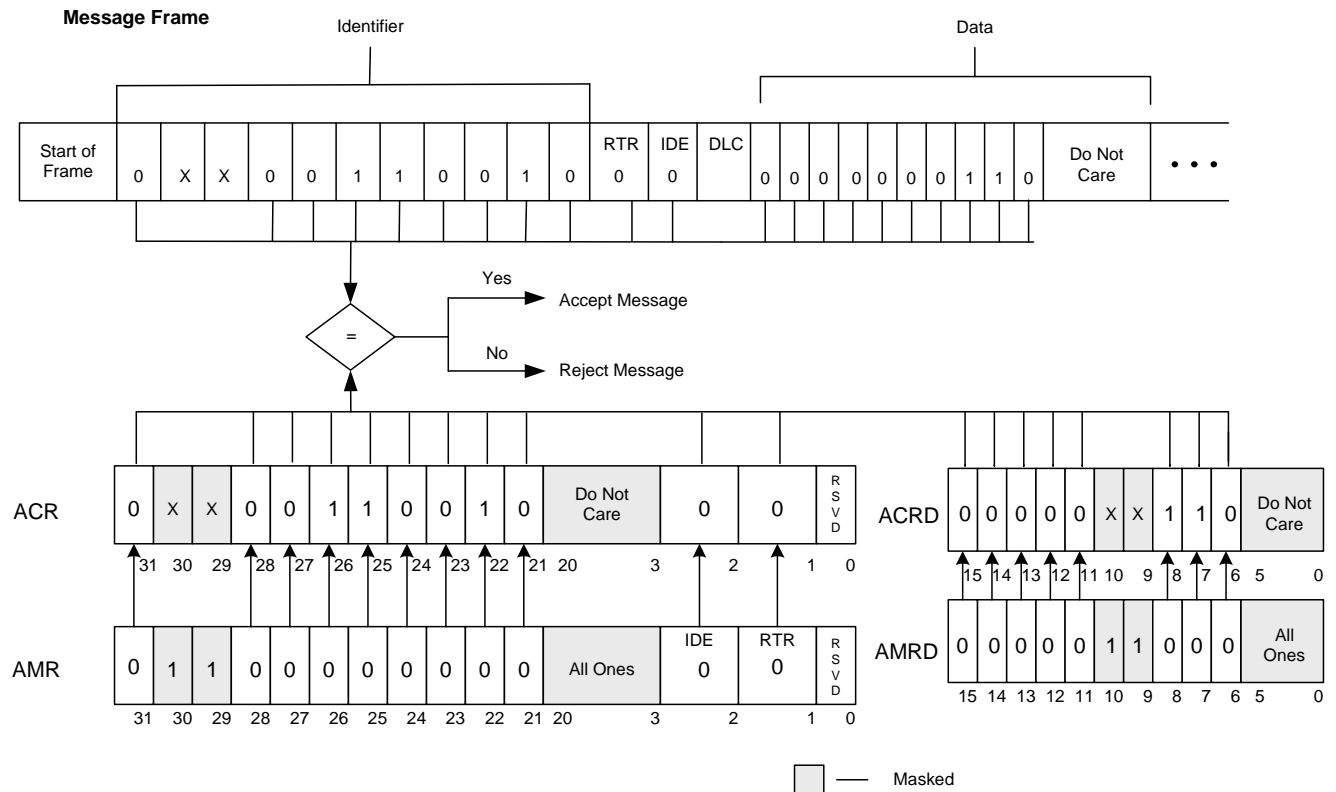 Message Frame
Identifier
Data
Start of
Frame
0 X X 0 0 1 1 0 0 1 0
RTR
0
IDE
0
DLC
0 0 0 0 0 0 0 1 1 0
Do Not
Care
• • •
Yes
Accept Message
=
No
Reject Message
ACR
0 X X 0 0 1 1 0 0 1 0
Do Not
Care
0 0
R
S
V
D
31 30 29 28 27 26 25 24 23 22 21 20 3 2 1 0
ACRD
0 0 0 0 0 X X 1 1 0
Do Not
Care
15 14 13 12 11 10 9 8 7 6 5 0
AMR
0 1 1 0 0 0 0 0 0 0 0
All Ones
IDE
0
RTR
0
R
S
V
D
31 30 29 28 27 26 25 24 23 22 21 20 3 2 1 0
AMRD
0 0 0 0 0 1 1 0 0 0
All
Ones
15 14 13 12 11 10 9 8 7 6 5 0
Masked